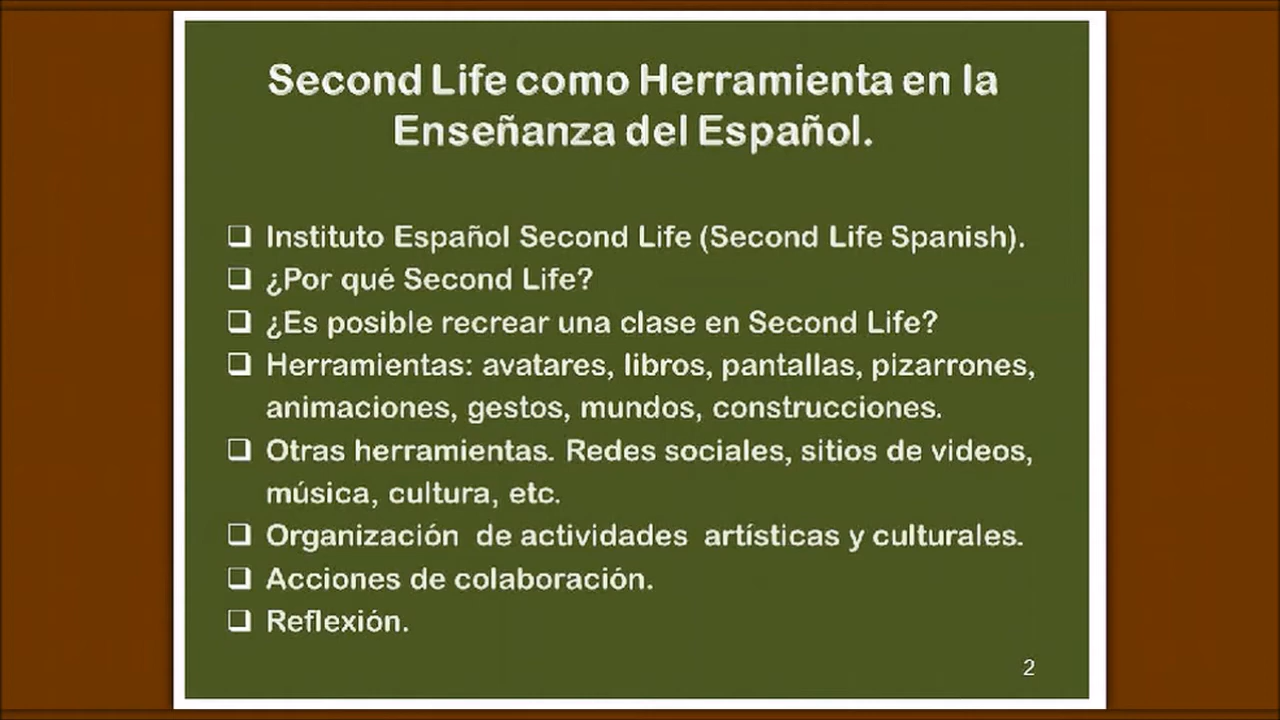 Second Life como Herramienta en la
Enseñanza del Español.
❑ Instituto Español Second Life (Second Life Spanish).
❑ ¿Por qué Second Life?
❑ ¿Es posible recrear una clase en Second Life?
❑ Herramientas: avatares, libros, pantallas, pizarrones,
animaciones, gestos, mundos, construcciones.
❑ Otras herramientas. Redes sociales, sitios de videos,
música, cultura, etc.
❑ Organización de actividades artísticas y culturales.
❑ Acciones de colaboración.
❑ Reflexión.
2